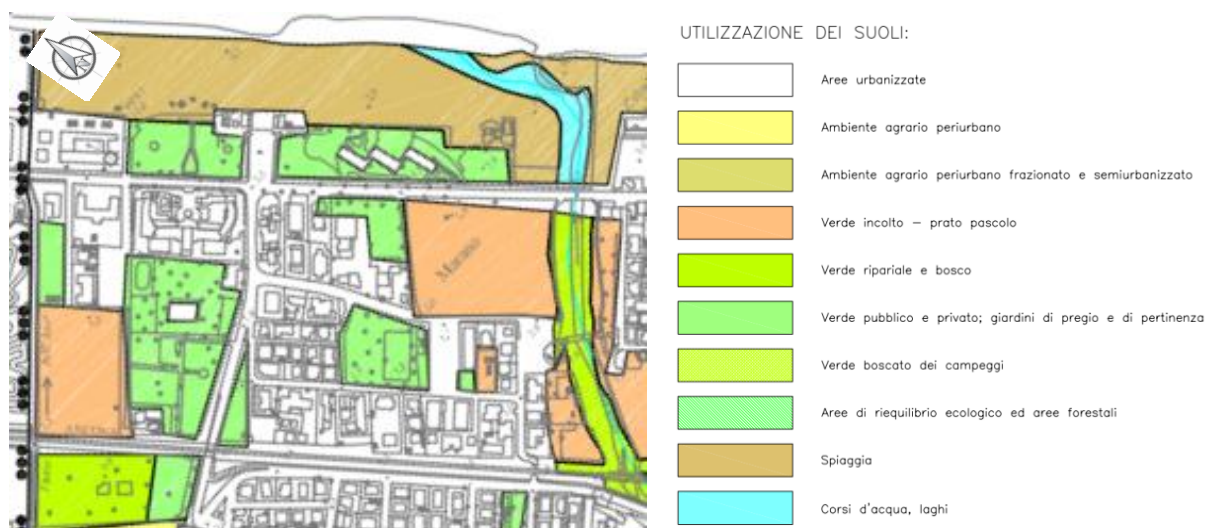 UTILIZZAZIONE DEI SUOLI:
Aree urbanizzate
Ambiente agrario periurbano
Ambiente agrario periurbano frazionato e semiurbanizzato
Verde incolto – prato pascolo
Verde ripariale e bosco
Verde pubblico e privato; giardini di pregio e di pertinenza
Verde boscato dei campeggi
Aree di riequilibrio ecologico ed aree forestali
Spiaggia
Corsi d'acqua, laghi
Marano